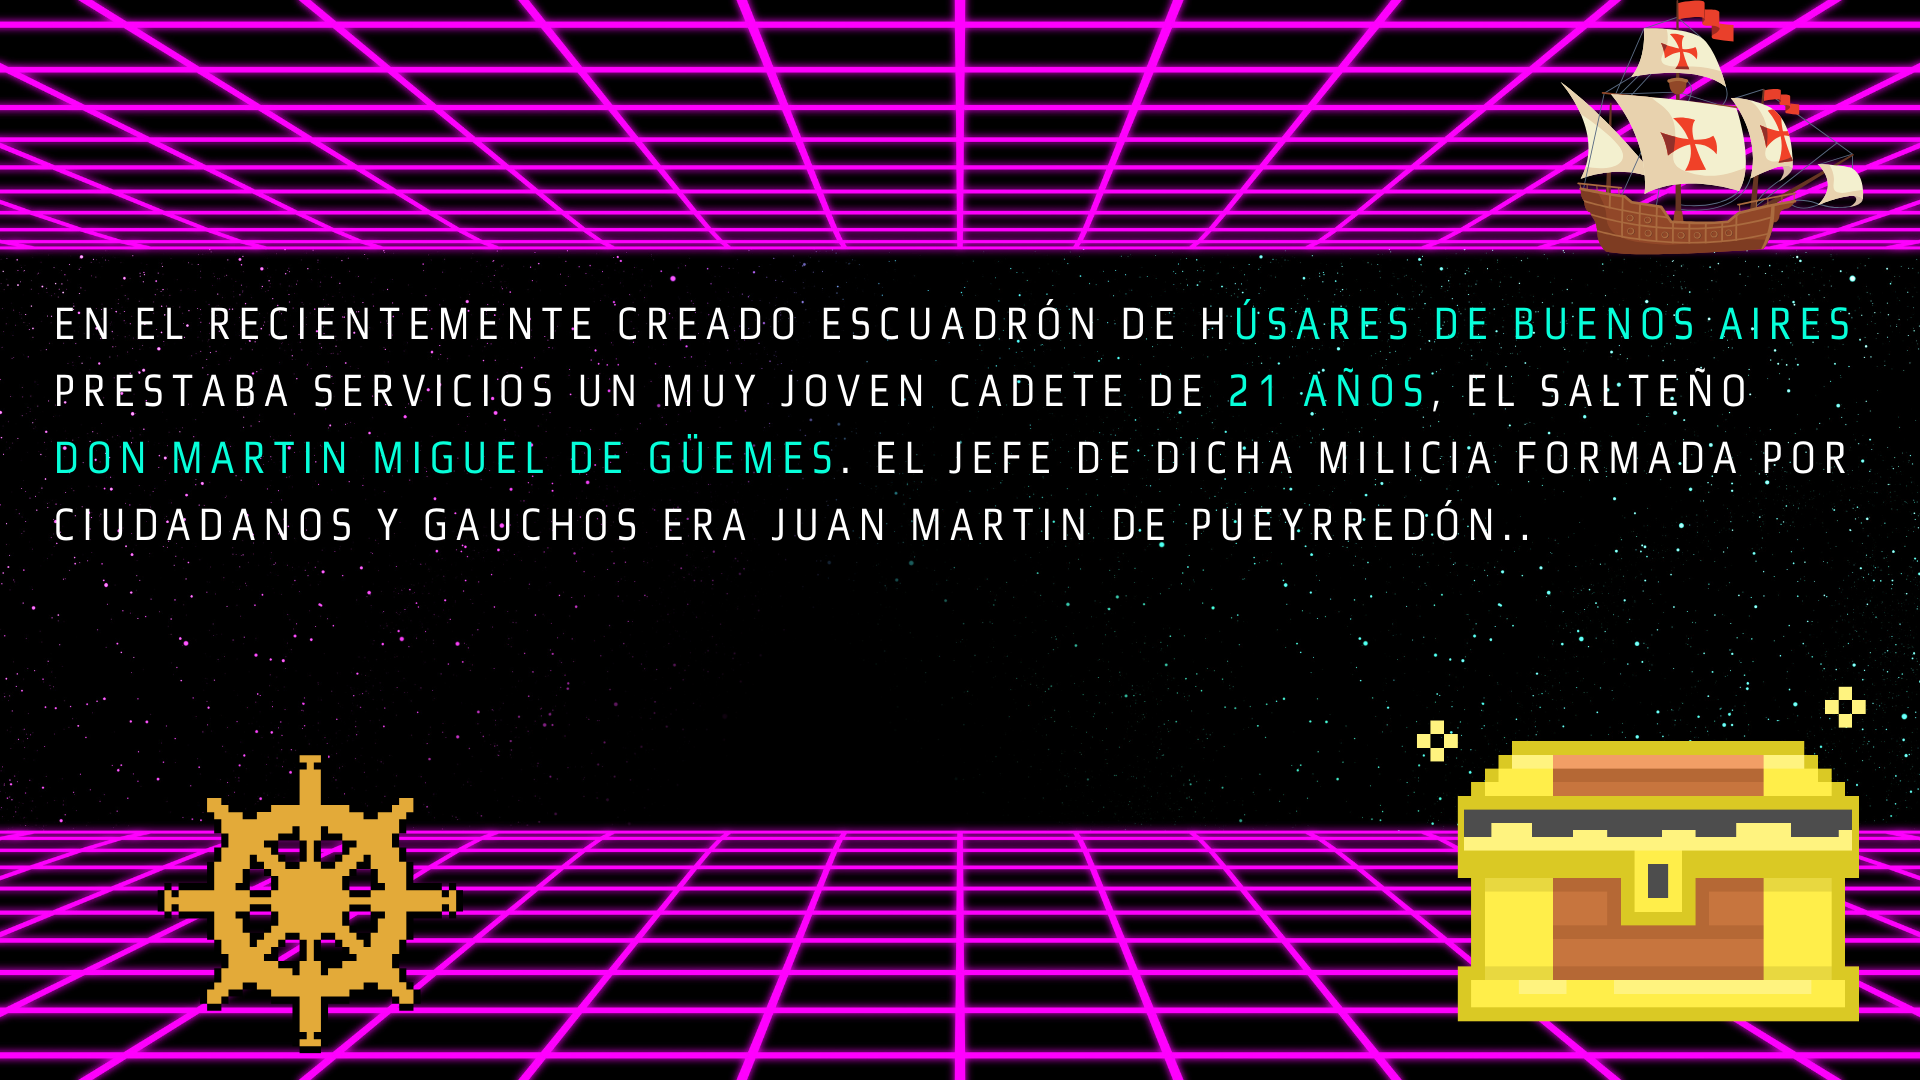 EN EL RECIENTEMENTE CREADO ESCUADRÓN DE HÚSARES DE BUENOS AIRES
PRESTABA SERVICIOS UN MUY JOVEN CADETE DE 21 AÑOS, EL SALTEÑO
DON MARTIN MIGUEL DE GÜEMES. EL JEFE DE DICHA MILICIA FORMADA POR
CIUDADANOS Y GAUCHOS ERA JUAN MARTIN DE PUEYRREDÓN..